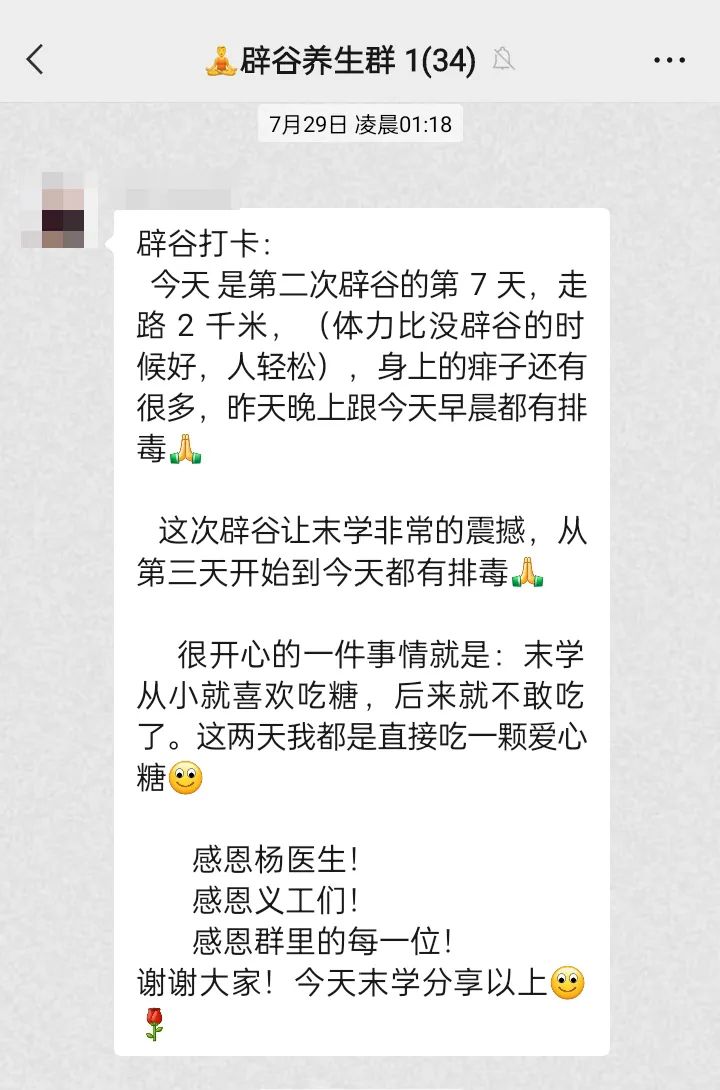 辟谷养生群 1(34)
7月29日 凌晨01:18
辟谷打卡：
今天 是第二次辟谷的第 7 天，走
路 2 千米，（体力比没辟谷的时
候好，人轻松），身上的痱子还有
很多，昨天晚上跟今天早晨都有排
毒🙏
这次辟谷让末学非常的震撼，从
第三天开始到今天都有排毒🙏
很开心的一件事情就是：末学
从小就喜欢吃糖，后来就不敢吃
了。这两天我都是直接吃一颗爱心
糖🙂
感恩杨医生！
感恩义工们！
感恩群里的每一位！
谢谢大家！今天末学分享以上🙂
🌹